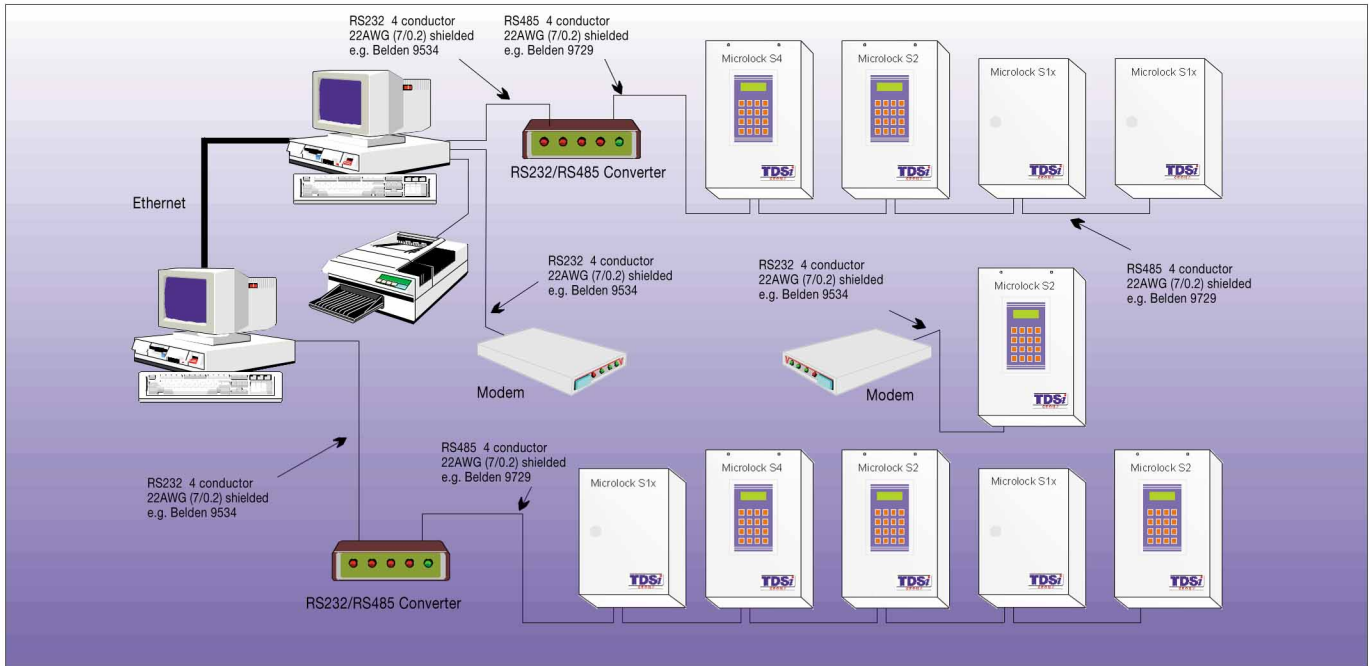 RS232 4 conductor
22AWG (7/0.2) shielded
e.g. Belden 9534
RS485 4 conductor
22AWG (7/0.2) shielded
e.g. Belden 9729
Microlock S4
TDSi
Microlock S2
TDSi
Microlock S1x
TDSi
Microlock S1x
TDSi
RS232/RS485 Converter
Ethernet
RS232 4 conductor
22AWG (7/0.2) shielded
e.g. Belden 9534
Modem
RS232 4 conductor
22AWG (7/0.2) shielded
e.g. Belden 9534
Modem
RS485 4 conductor
22AWG (7/0.2) shielded
e.g. Belden 9729
Microlock S2
TDSi
RS232 4 conductor
22AWG (7/0.2) shielded
e.g. Belden 9534
RS485 4 conductor
22AWG (7/0.2) shielded
e.g. Belden 9729
RS232/RS485 Converter
Microlock S1x
TDSi
Microlock S4
TDSi
Microlock S2
TDSi
Microlock S1x
TDSi
Microlock S2
TDSi